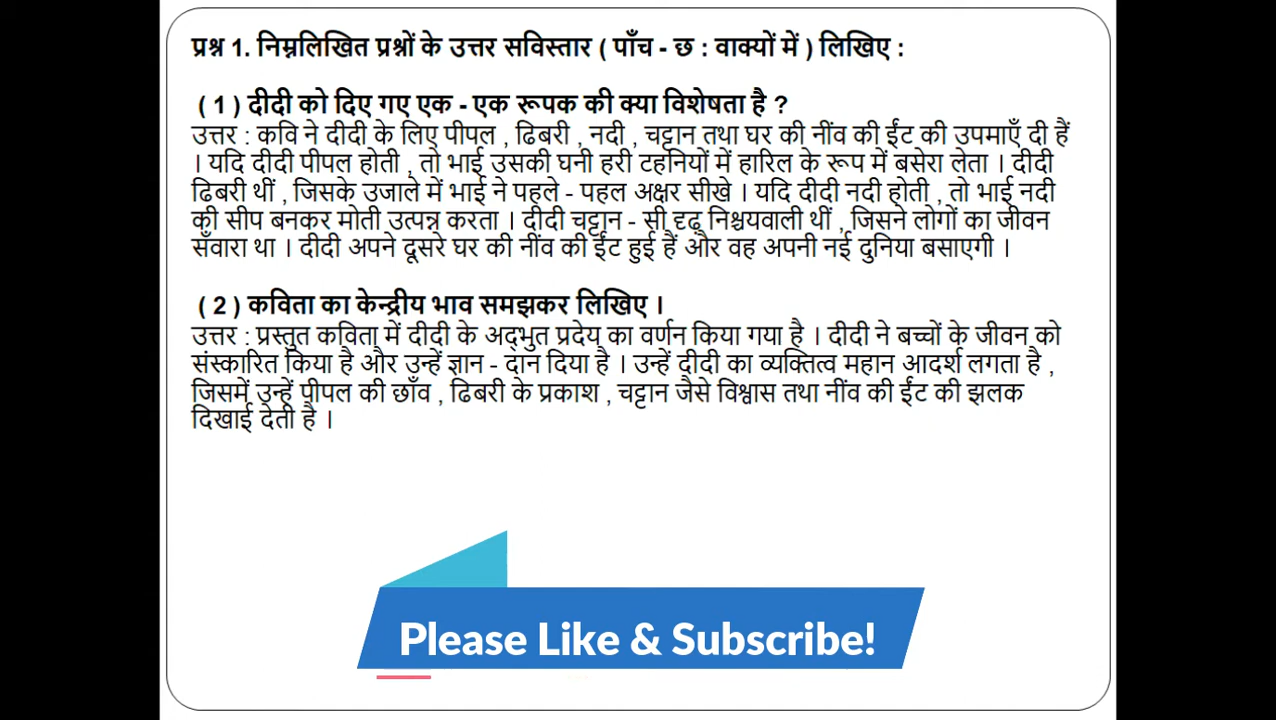 प्रश्न 1. निम्नलिखित प्रश्नों के उत्तर सविस्तार ( पाँच - छ : वाक्यों में ) लिखिए :
( 1 ) दीदी को दिए गए एक - एक रूपक की क्या विशेषता है ?
उत्तर : कवि ने दीदी के लिए पीपल , ढिबरी , नदी , चट्टान तथा घर की नींव की ईंट की उपमाएँ दी हैं
। यदि दीदी पीपल होती , तो भाई उसकी घनी हरी टहनियों में हारिल के रूप में बसेरा लेता । दीदी
ढिबरी थीं , जिसके उजाले में भाई ने पहले - पहल अक्षर सीखे । यदि दीदी नदी होती , तो भाई नदी
की सीप बनकर मोती उत्पन्न करता । दीदी चट्टान - सी दृढ़ निश्चयवाली थीं , जिसने लोगों का जीवन
सँवारा था । दीदी अपने दूसरे घर की नींव की ईंट हुई हैं और वह अपनी नई दुनिया बसाएगी ।
( 2 ) कविता का केन्द्रीय भाव समझकर लिखिए ।
उत्तर : प्रस्तुत कविता में दीदी के अद्भुत प्रदेय का वर्णन किया गया है । दीदी ने बच्चों के जीवन को
संस्कारित किया है और उन्हें ज्ञान - दान दिया है । उन्हें दीदी का व्यक्तित्व महान आदर्श लगता है ,
जिसमें उन्हें पीपल की छाँव , ढिबरी के प्रकाश , चट्टान जैसे विश्वास तथा नींव की ईंट की झलक
दिखाई देती है ।
Please Like & Subscribe!